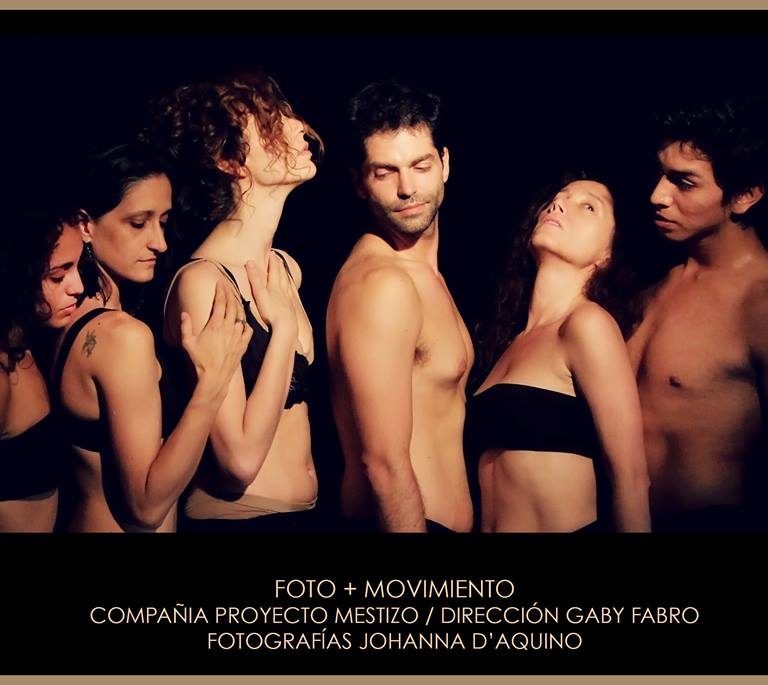 FOTO + MOVIMIENTO
COMPAÑIA PROYECTO MESTIZO / DIRECCIÓN GABY FABRO
FOTOGRAFÍAS JOHANNA D'AQUINO